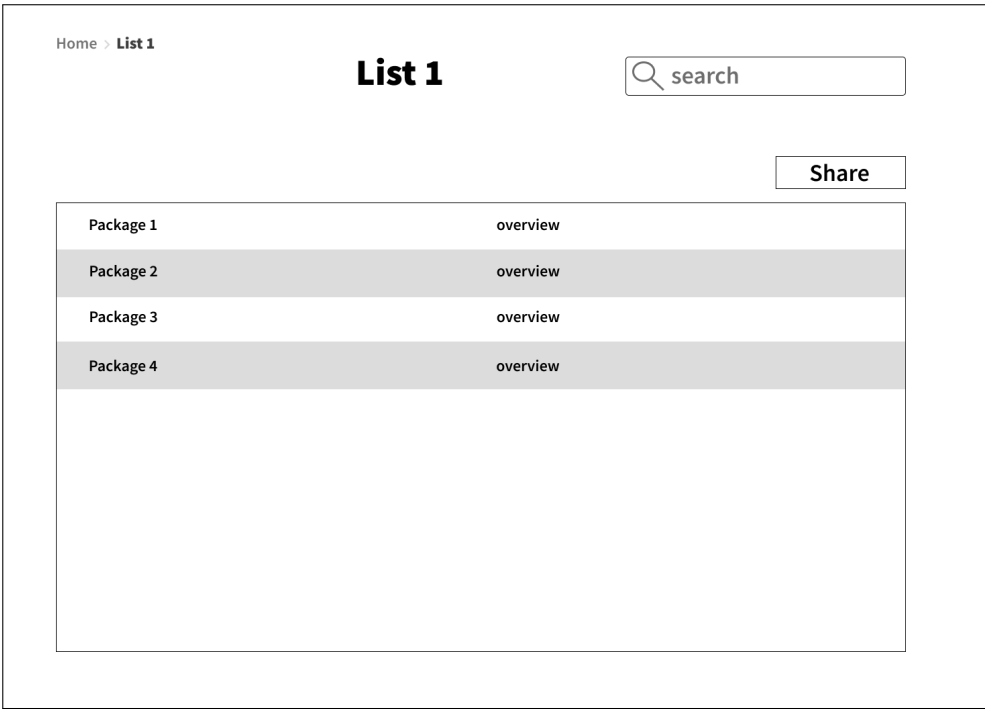 Home > List 1
List 1
search
Share
Package 1 overview
Package 2 overview
Package 3 overview
Package 4 overview